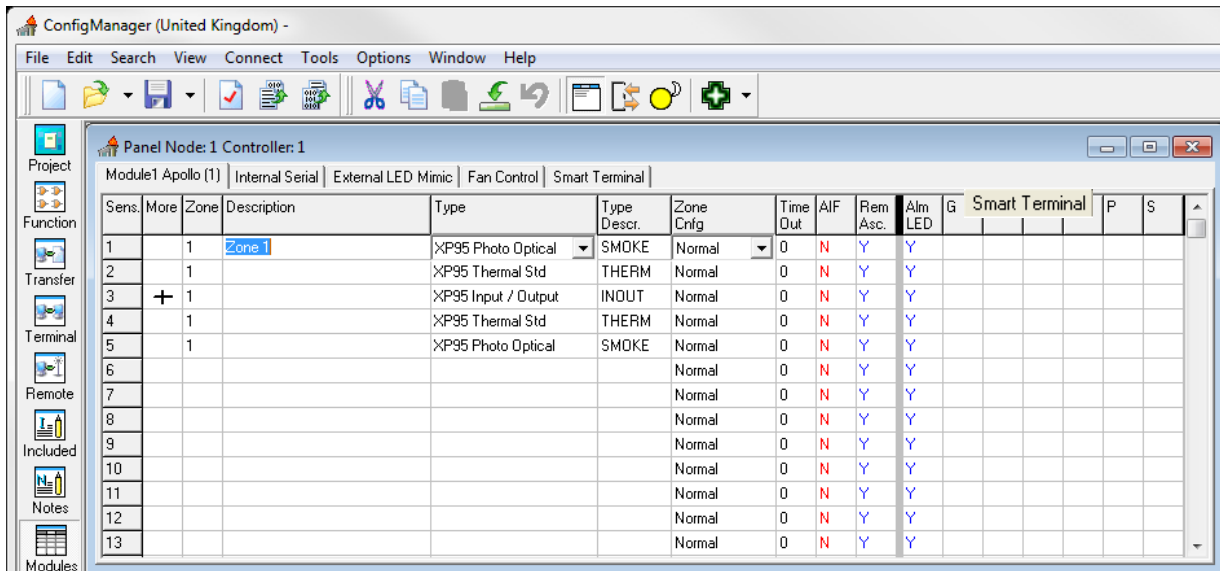 ConfigManager (United Kingdom) -
File Edit Search View Connect Tools Options Window Help
Project
Function
Transfer
Terminal
Remote
Included
Notes
Modules
Panel Node: 1 Controller: 1
Module1 Apollo (1) Internal Serial External LED Mimic Fan Control Smart Terminal
Sens. More Zone Description Type Type Descr. Zone Cnfg Time Out AIF Rem Asc. Alm LED G Smart Terminal P S
1 1 Zone 1 XP95 Photo Optical SMOKE Normal 0 N Y Y
2 1 XP95 Thermal Std THERM Normal 0 N Y Y
3 + 1 XP95 Input / Output INOUT Normal 0 N Y Y
4 1 XP95 Thermal Std THERM Normal 0 N Y Y
5 1 XP95 Photo Optical SMOKE Normal 0 N Y Y
6 Normal 0 N Y Y
7 Normal 0 N Y Y
8 Normal 0 N Y Y
9 Normal 0 N Y Y
10 Normal 0 N Y Y
11 Normal 0 N Y Y
12 Normal 0 N Y Y
13 Normal 0 N Y Y